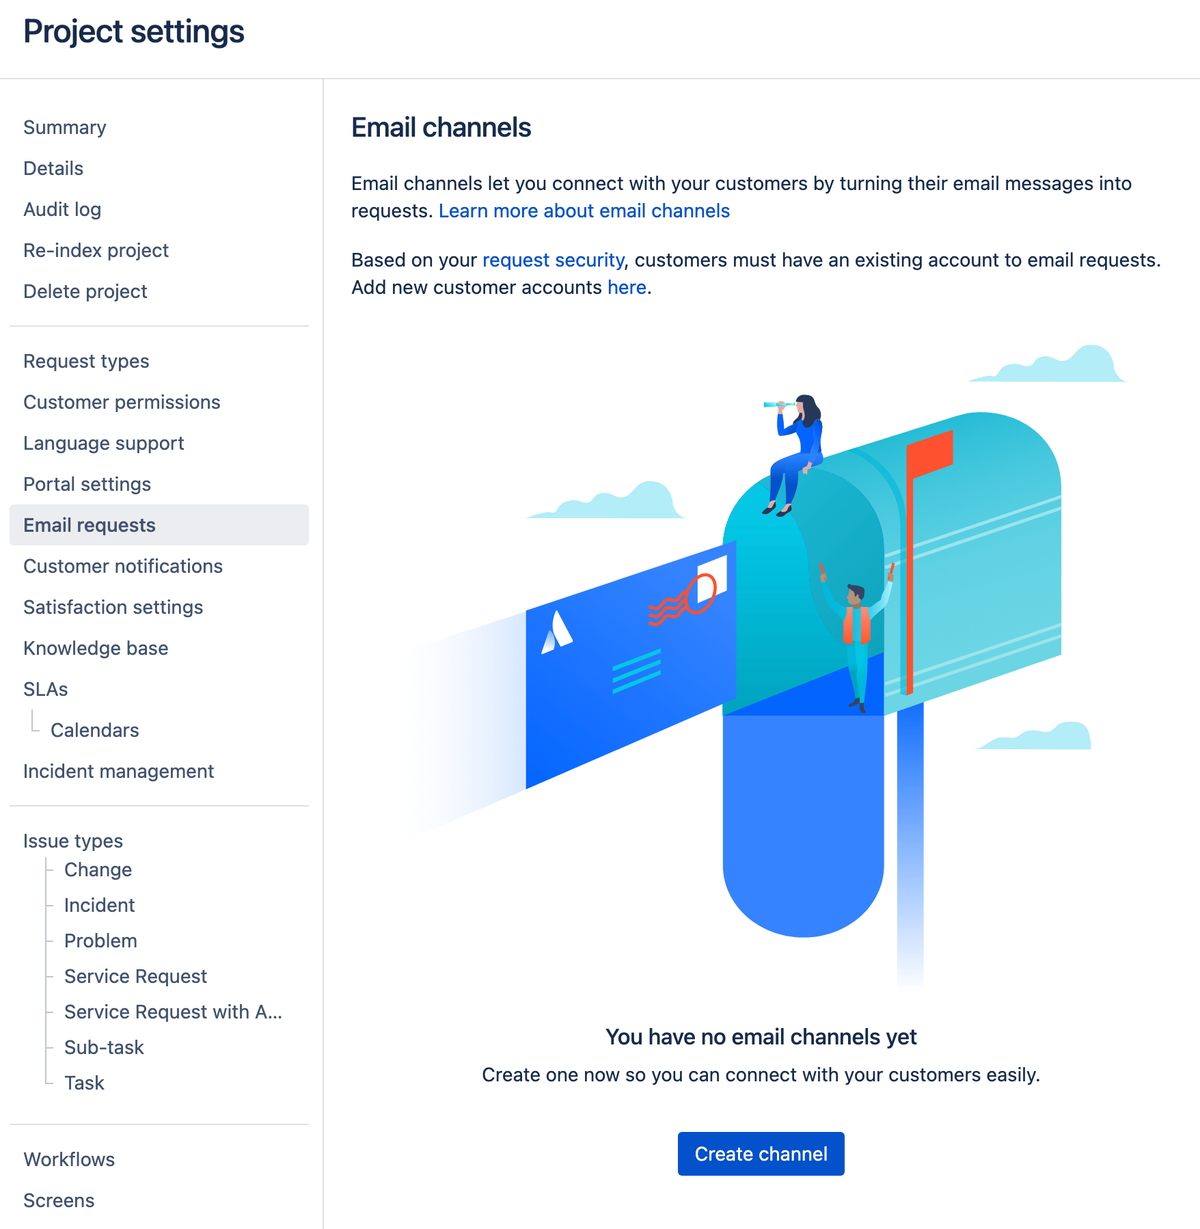 Project settings
Summary
Details
Audit log
Re-index project
Delete project
Request types
Customer permissions
Language support
Portal settings
Email requests
Customer notifications
Satisfaction settings
Knowledge base
SLAs
Calendars
Incident management
Issue types
Change
Incident
Problem
Service Request
Service Request with A...
Sub-task
Task
Workflows
Screens
Email channels
Email channels let you connect with your customers by turning their email messages into
requests. Learn more about email channels
Based on your request security, customers must have an existing account to email requests.
Add new customer accounts here.
You have no email channels yet
Create one now so you can connect with your customers easily.
Create channel